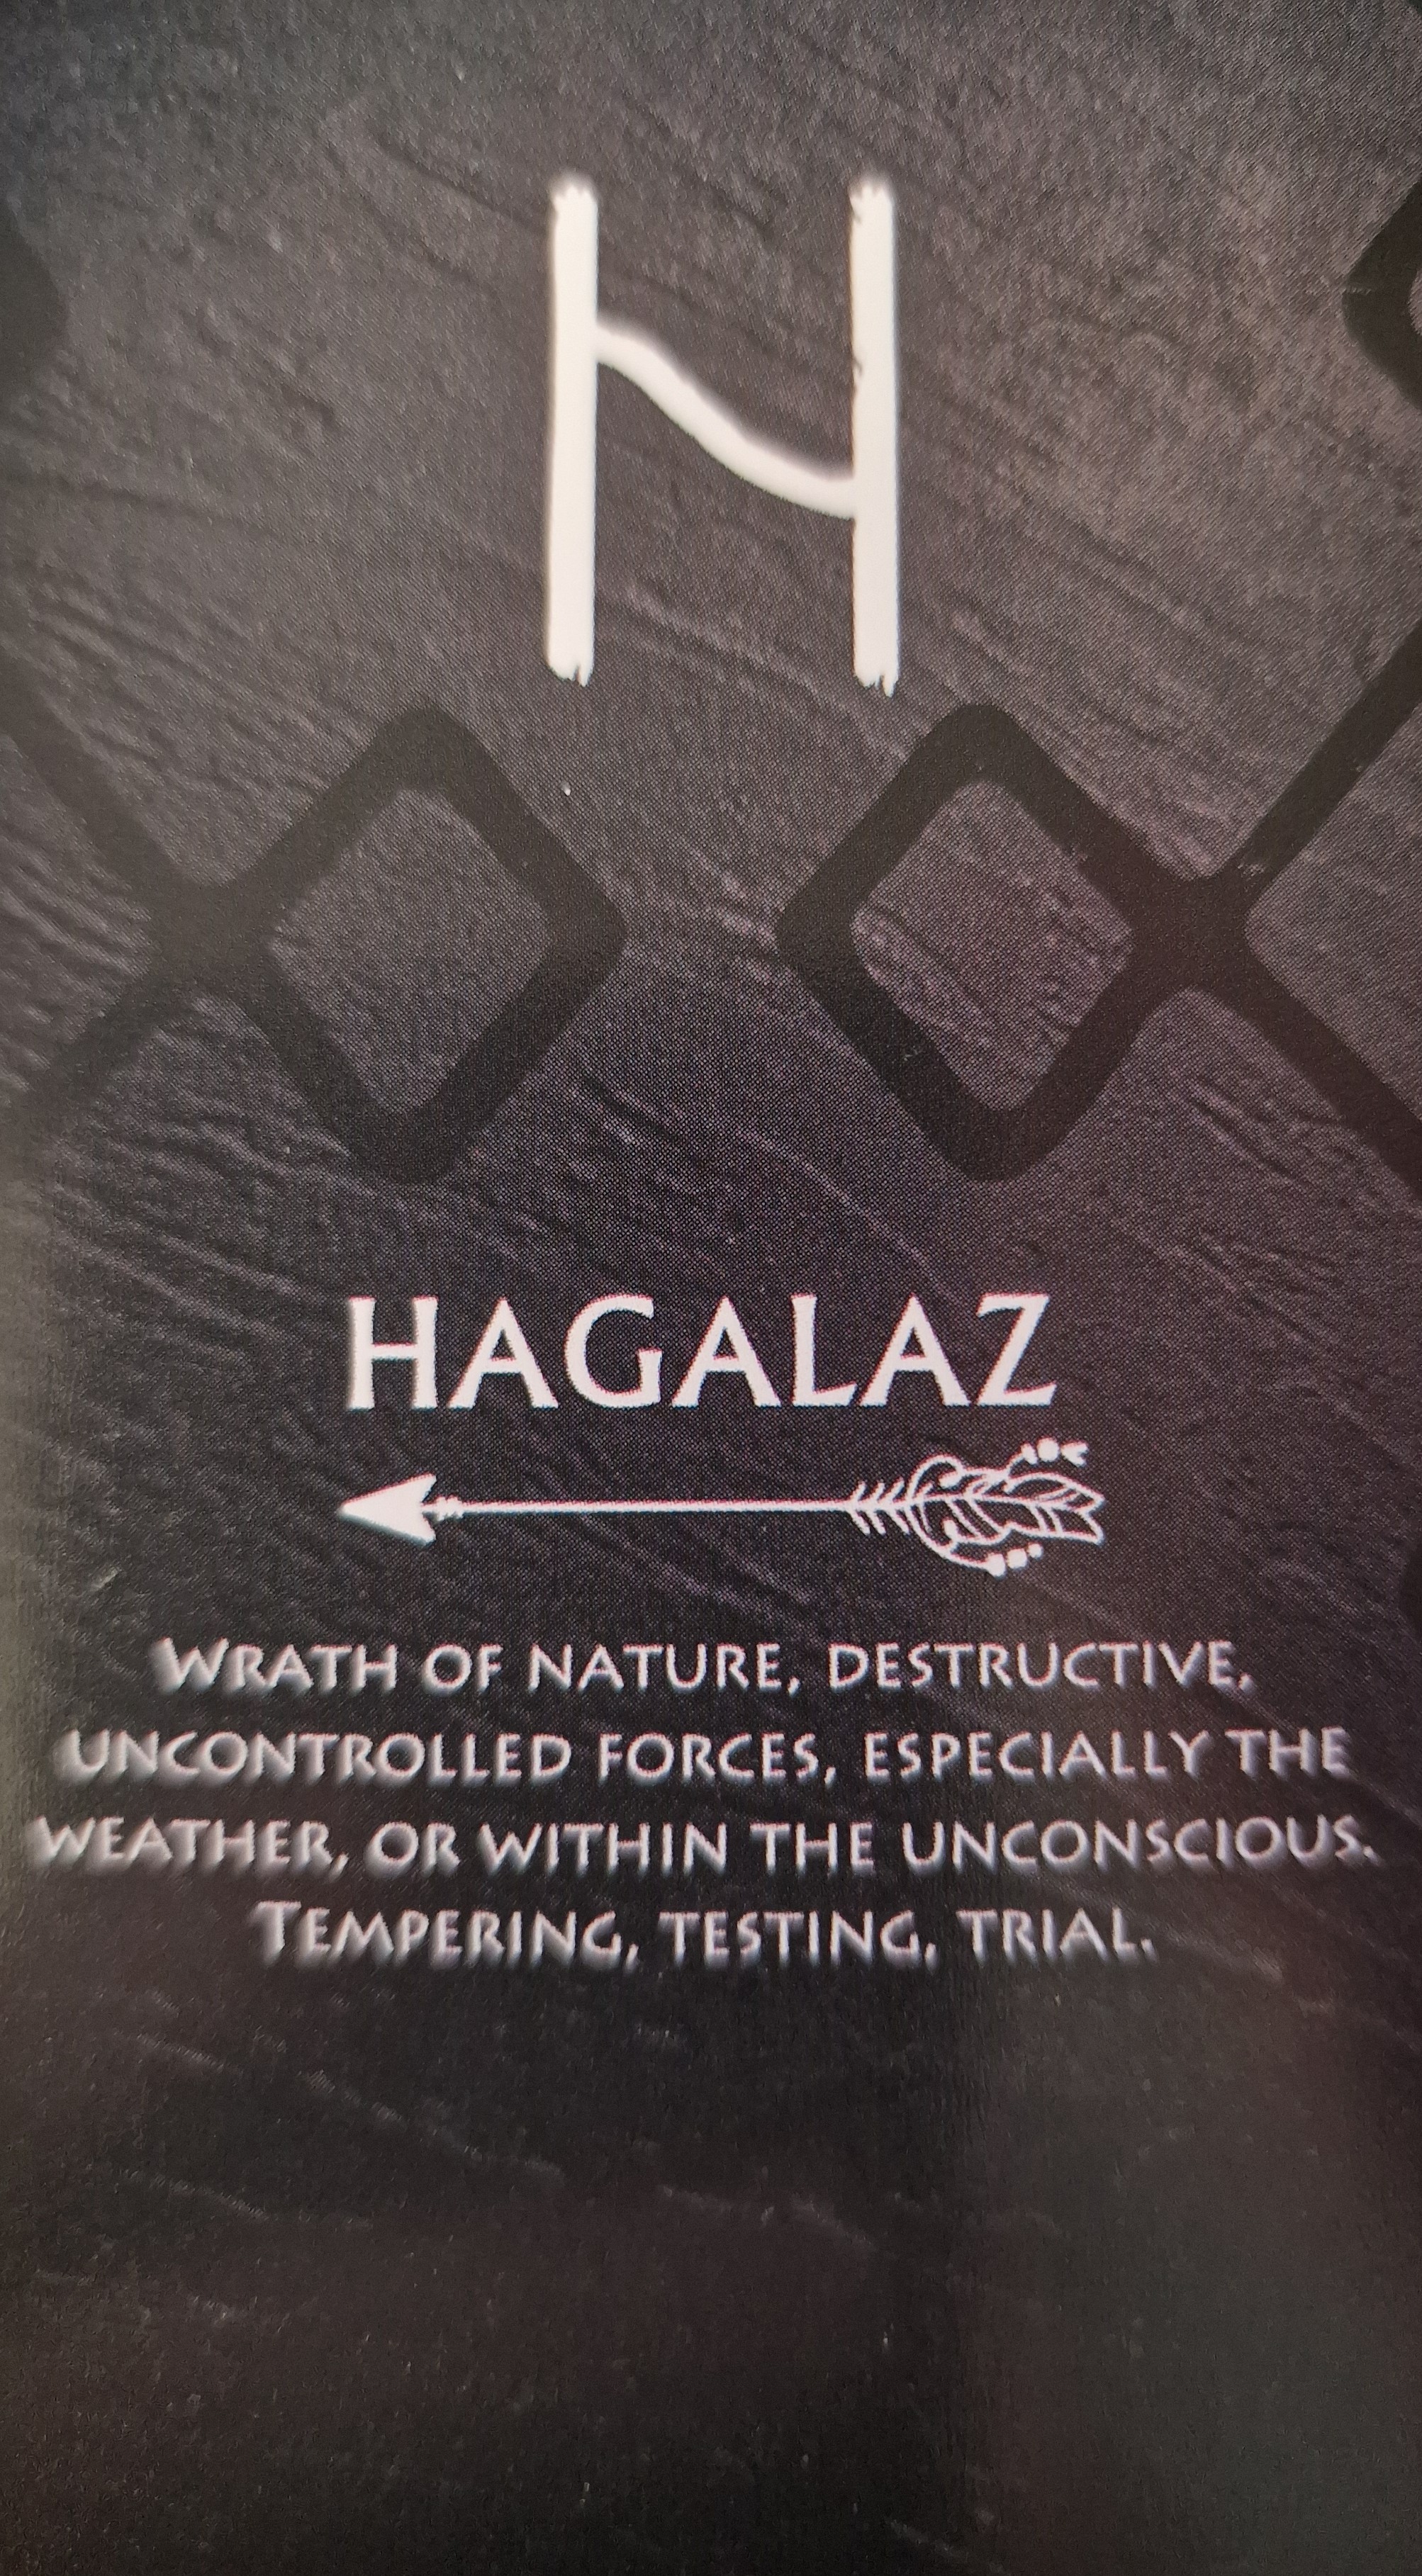 ᚺ
HAGALAZ
WRATH OF NATURE, DESTRUCTIVE,
UNCONTROLLED FORCES, ESPECIALLY THE
WEATHER, OR WITHIN THE UNCONSCIOUS.
TEMPERING, TESTING, TRIAL.